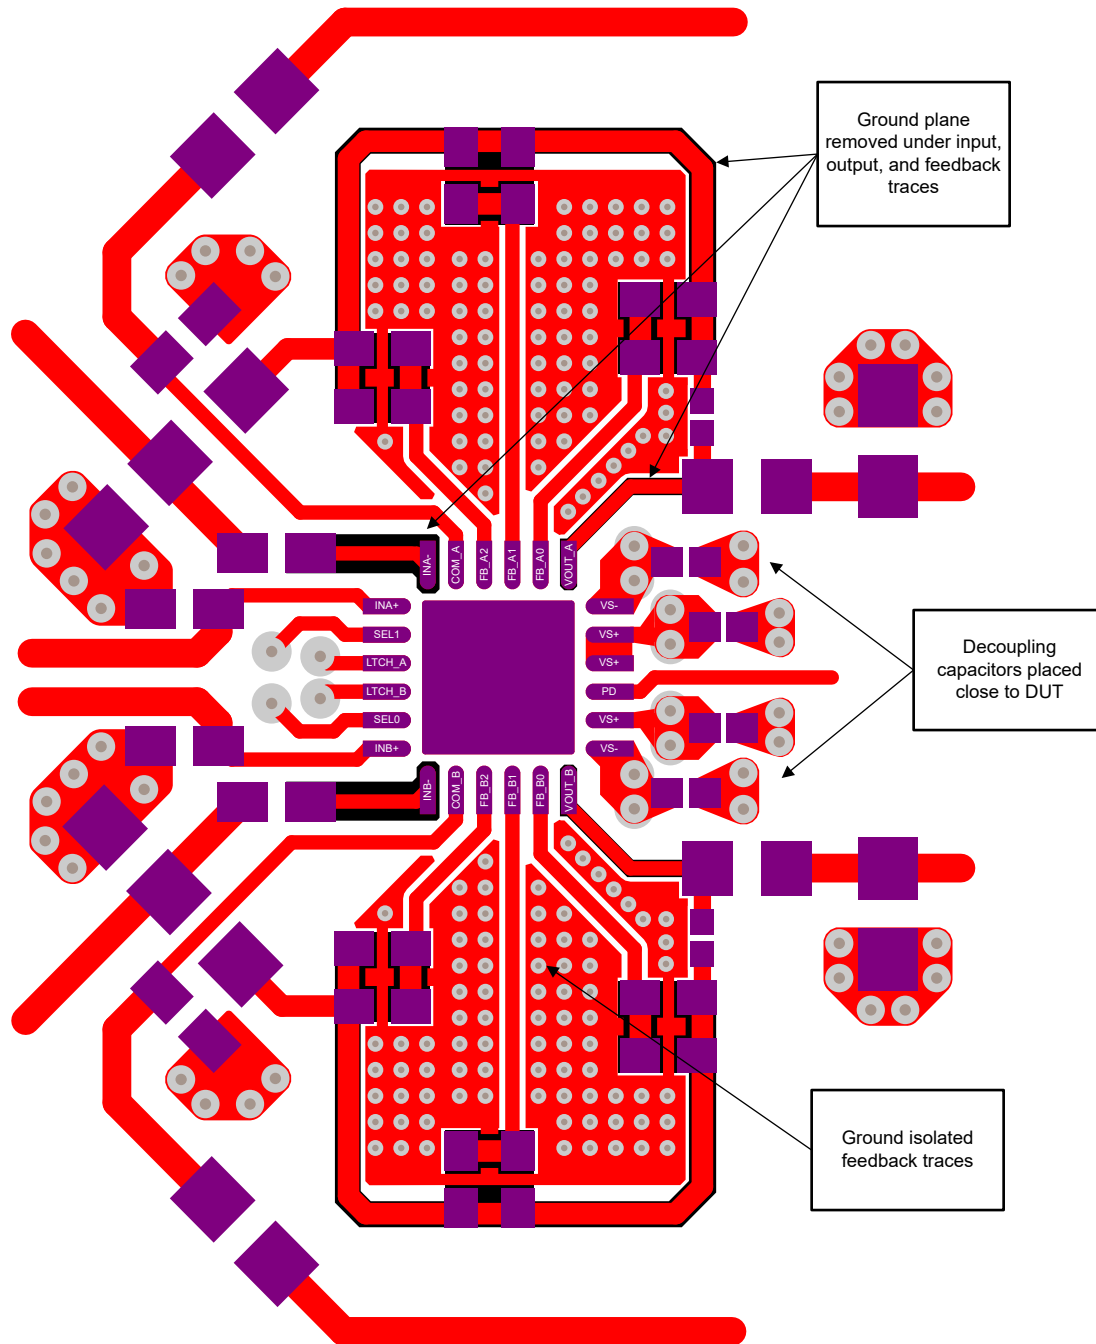 Ground plane
removed under input,
output, and feedback
traces
INA-
COM_A
FB_A2
FB_A1
FB_A0
VOUT_A
INA+
SEL1
LTCH_A
LTCH_B
SEL0
INB+
VS-
VS+
VS+
PD
VS+
VS-
INB-
COM_B
FB_B2
FB_B1
FB_B0
VOUT_B
Decoupling
capacitors placed
close to DUT
Ground isolated
feedback traces